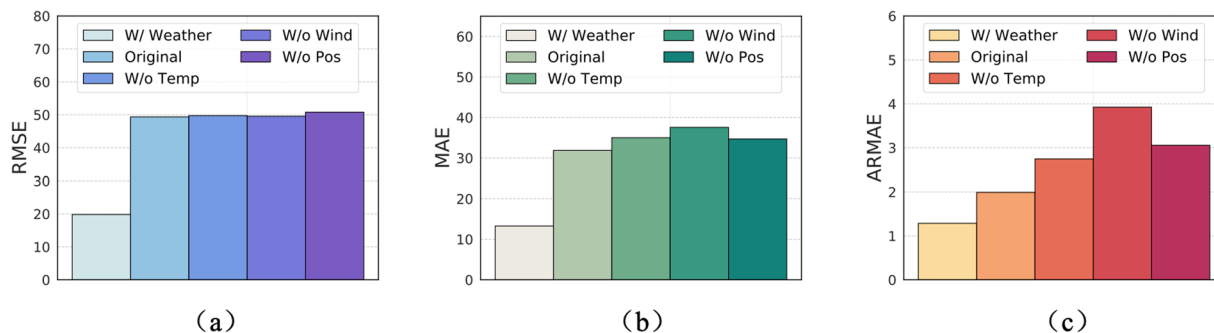 80
70
60
50
40
30
20
10
0
RMSE
W/ Weather
Original
W/o Temp
W/o Wind
W/o Pos
(a)
60
50
40
30
20
10
0
MAE
W/ Weather
Original
W/o Temp
W/o Wind
W/o Pos
(b)
6
5
4
3
2
1
0
ARMAE
W/ Weather
Original
W/o Temp
W/o Wind
W/o Pos
(c)